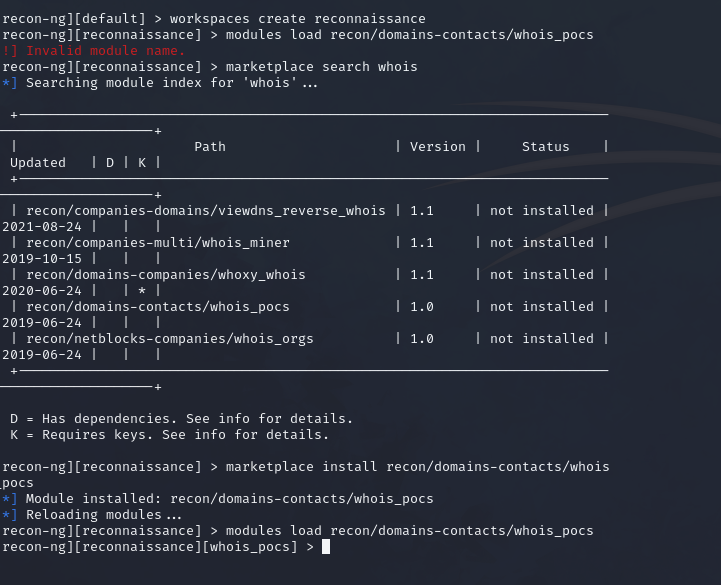 recon-ng][default] > workspaces create reconnaissance
recon-ng][reconnaissance] > modules load recon/domains-contacts/whois_pocs
!] Invalid module name.
recon-ng][reconnaissance] > marketplace search whois
*] Searching module index for 'whois'...
+---------------------------------------------------------------------------
-------------------+
| Path | Version | Status |
Updated | D | K |
+---------------------------------------------------------------------------
-------------------+
| recon/companies-domains/viewdns_reverse_whois | 1.1 | not installed |
2021-08-24 | | |
| recon/companies-multi/whois_miner | 1.1 | not installed |
2019-10-15 | | |
| recon/domains-companies/whoxy_whois | 1.1 | not installed |
2020-06-24 | | * |
| recon/domains-contacts/whois_pocs | 1.0 | not installed |
2019-06-24 | | |
| recon/netblocks-companies/whois_orgs | 1.0 | not installed |
2019-06-24 | | |
+---------------------------------------------------------------------------
-------------------+
D = Has dependencies. See info for details.
K = Requires keys. See info for details.
recon-ng][reconnaissance] > marketplace install recon/domains-contacts/whois
_pocs
*] Module installed: recon/domains-contacts/whois_pocs
*] Reloading modules...
recon-ng][reconnaissance] > modules load recon/domains-contacts/whois_pocs
recon-ng][reconnaissance][whois_pocs] >